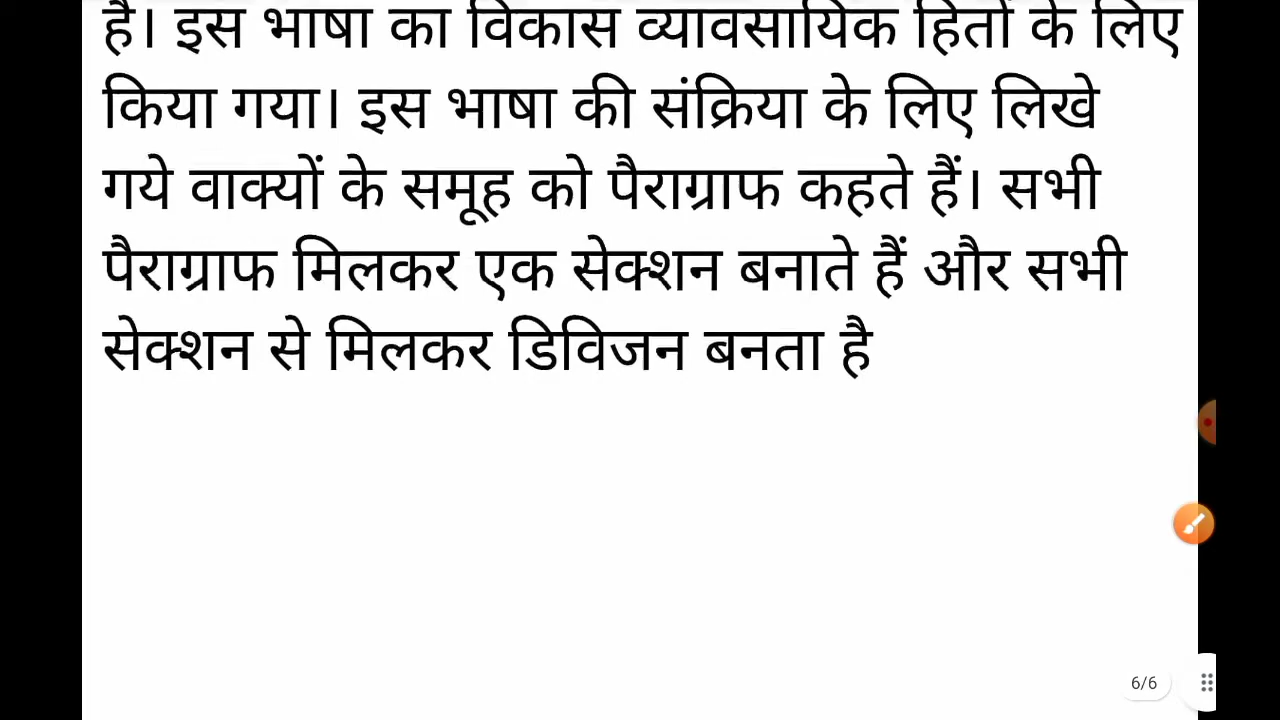 है। इस भाषा का विकास व्यावसायिक हितों के लिए
किया गया। इस भाषा की संक्रिया के लिए लिखे
गये वाक्यों के समूह को पैराग्राफ कहते हैं। सभी
पैराग्राफ मिलकर एक सेक्शन बनाते हैं और सभी
सेक्शन से मिलकर डिविजन बनता है
6/6